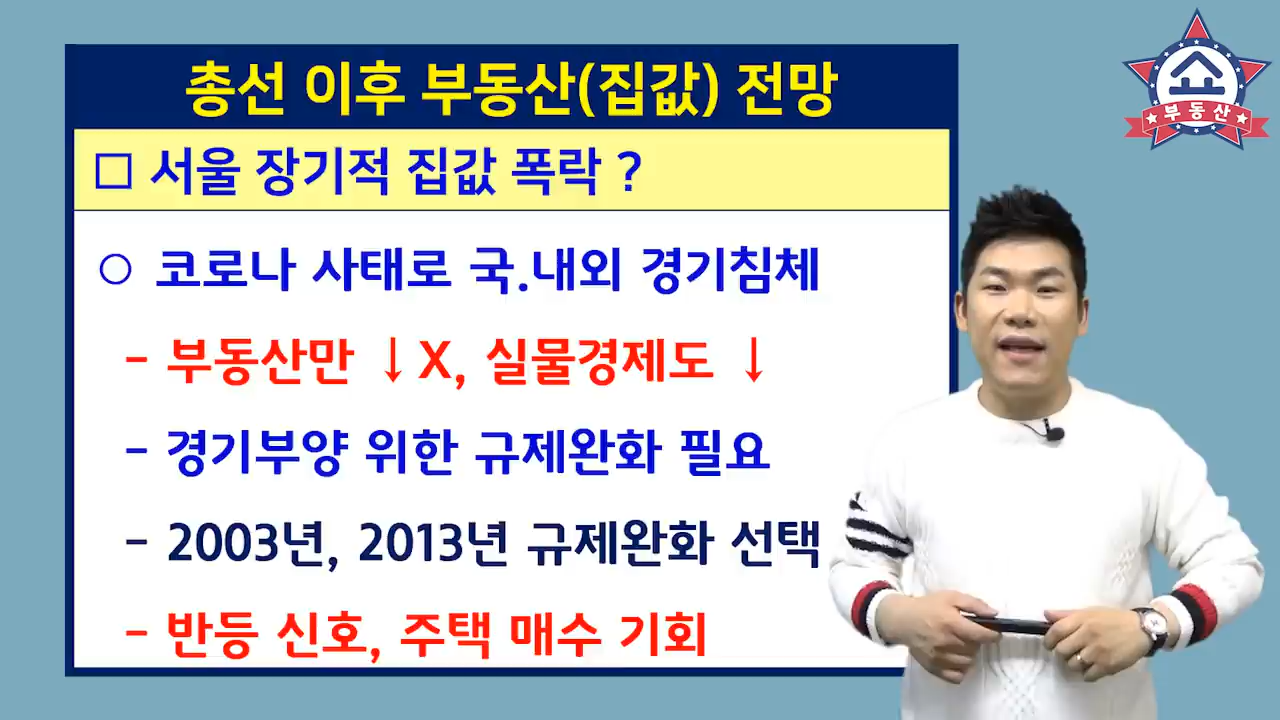 총선 이후 부동산(집값) 전망
부동산
□ 서울 장기적 집값 폭락 ?
○ 코로나 사태로 국.내외 경기침체
- 부동산만 ↓X, 실물경제도 ↓
- 경기부양 위한 규제완화 필요
- 2003년, 2013년 규제완화 선택
- 반등 신호, 주택 매수 기회